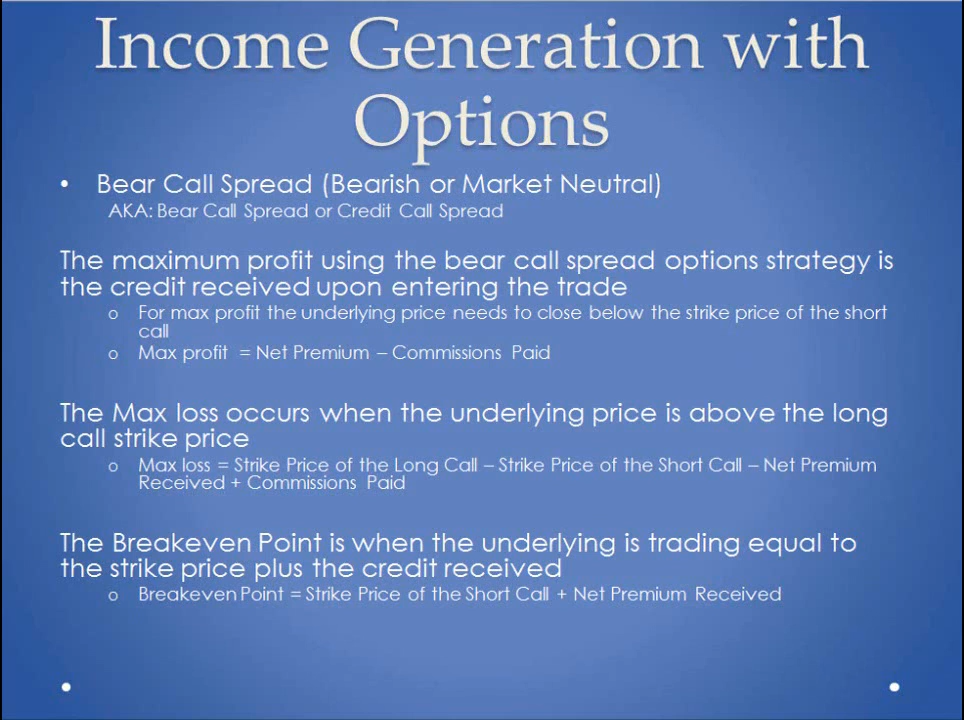 Income Generation with
Options
• Bear Call Spread (Bearish or Market Neutral)
AKA: Bear Call Spread or Credit Call Spread
The maximum profit using the bear call spread options strategy is
the credit received upon entering the trade
o For max profit the underlying price needs to close below the strike price of the short
call
o Max profit = Net Premium – Commissions Paid
The Max loss occurs when the underlying price is above the long
call strike price
o Max loss = Strike Price of the Long Call – Strike Price of the Short Call – Net Premium
Received + Commissions Paid
The Breakeven Point is when the underlying is trading equal to
the strike price plus the credit received
o Breakeven Point = Strike Price of the Short Call + Net Premium Received